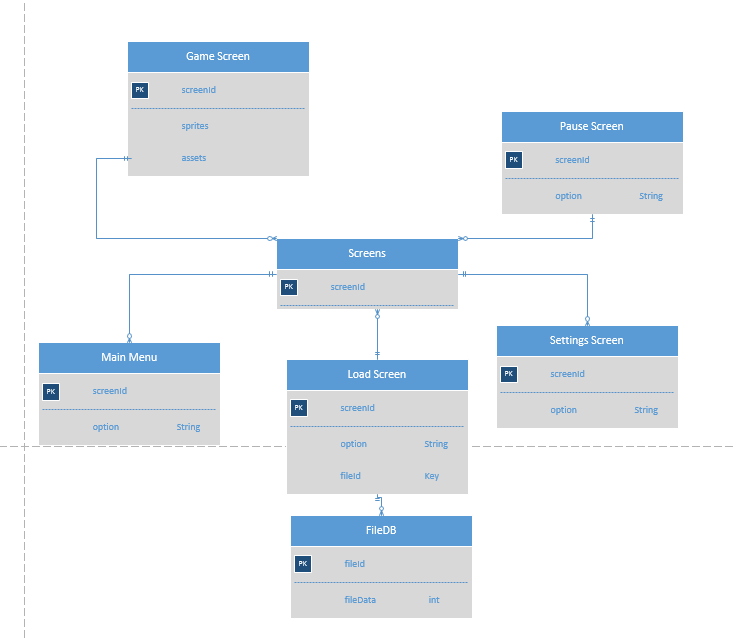 Game Screen
PK screenId
sprites
assets
Pause Screen
PK screenId
option String
Screens
PK screenId
Main Menu
PK screenId
option String
Load Screen
PK screenId
option String
fileId Key
Settings Screen
PK screenId
option String
FileDB
PK fileId
fileData int